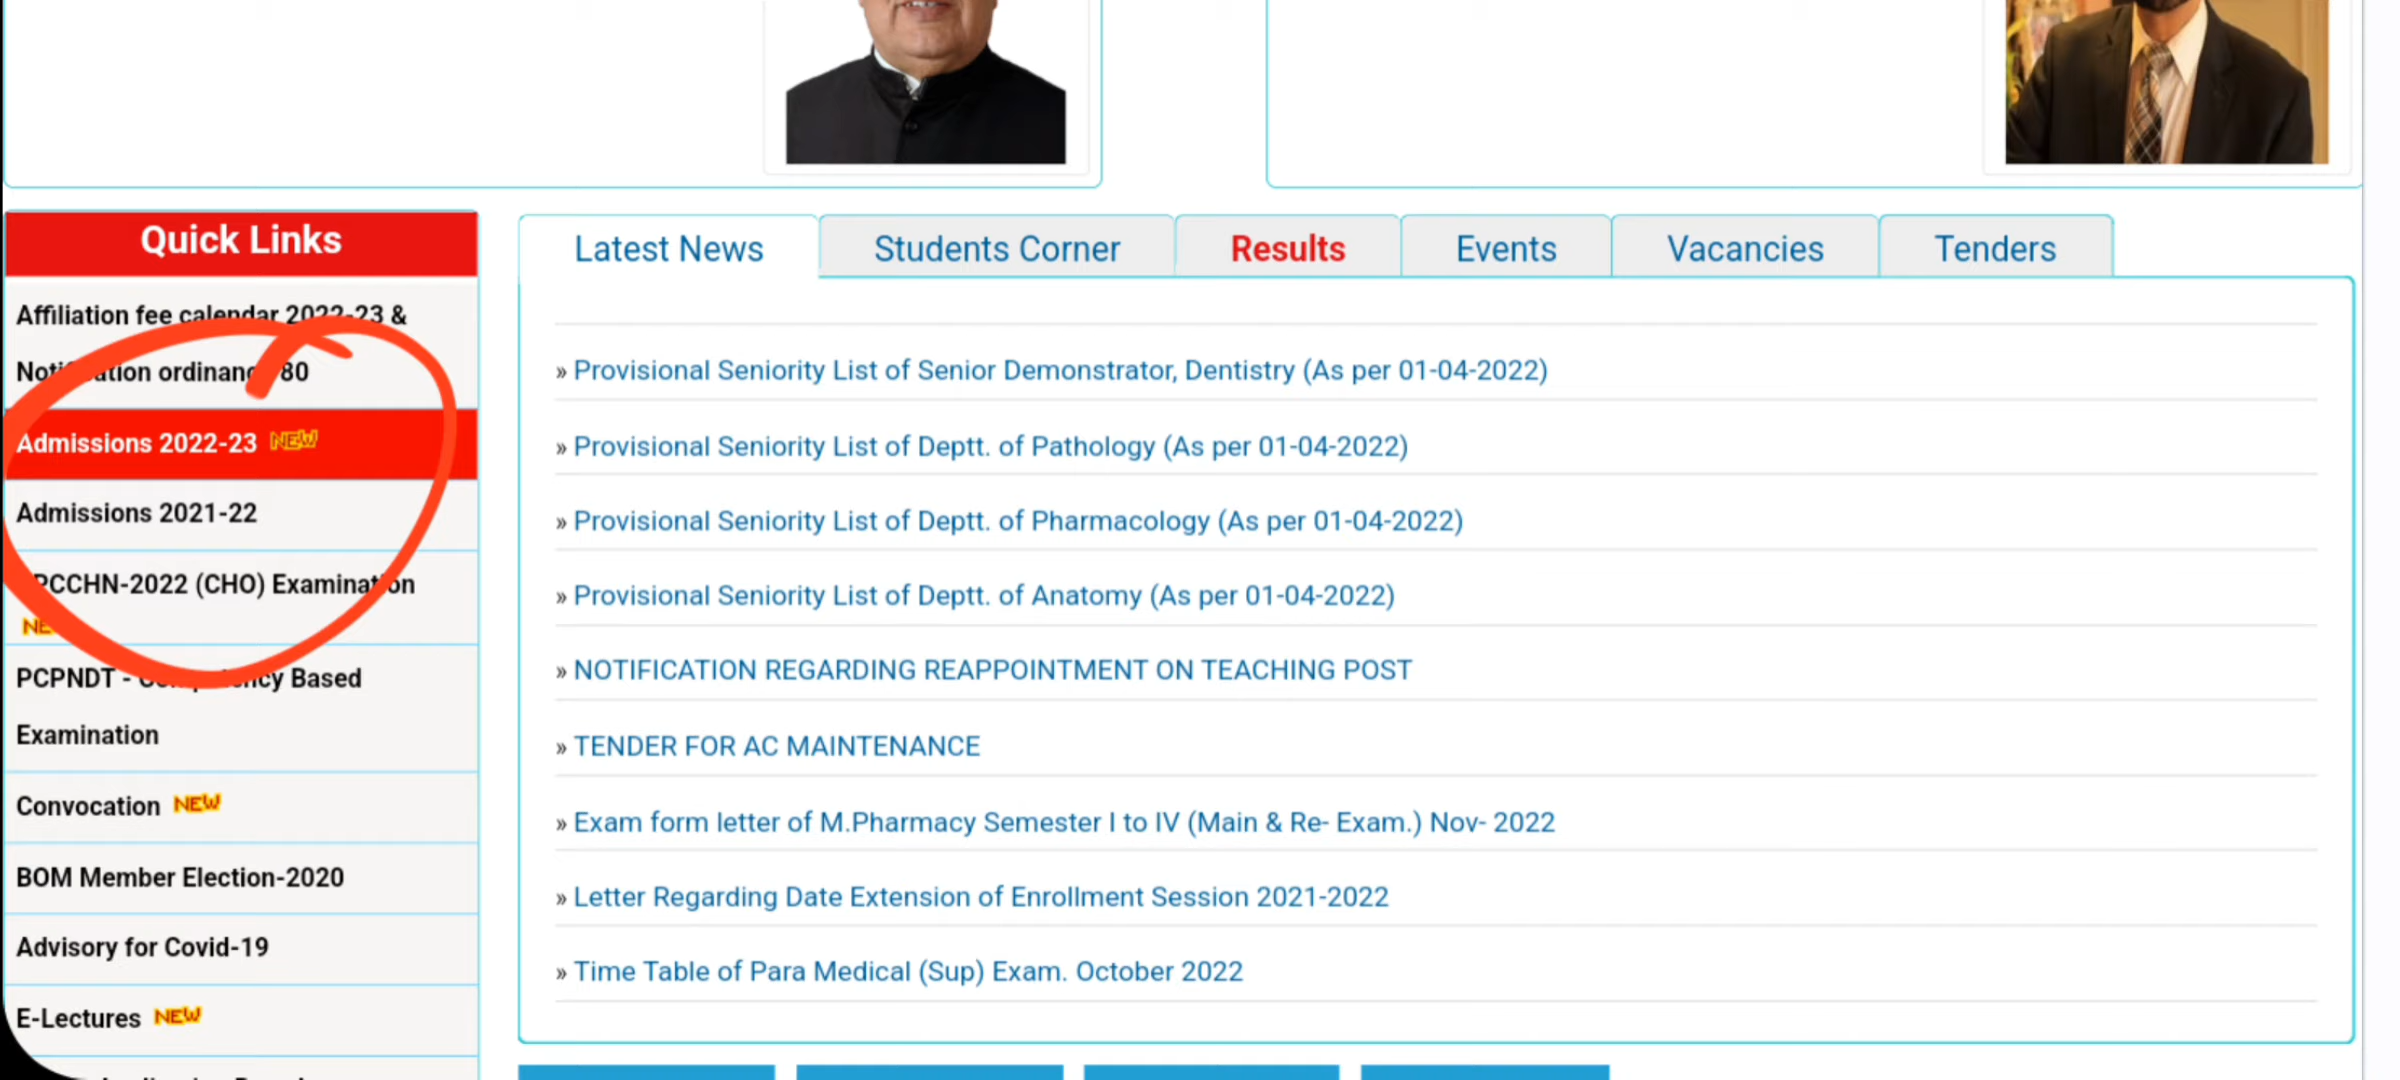 Quick Links
Affiliation fee calendar 2022-23 &
Notification ordinance 80
Admissions 2022-23 NEW
Admissions 2021-22
PCCHN-2022 (CHO) Examination
PCPNDT - Competency Based
Examination
Convocation NEW
BOM Member Election-2020
Advisory for Covid-19
E-Lectures NEW
Latest News
Students Corner
Results
Events
Vacancies
Tenders
» Provisional Seniority List of Senior Demonstrator, Dentistry (As per 01-04-2022)
» Provisional Seniority List of Deptt. of Pathology (As per 01-04-2022)
» Provisional Seniority List of Deptt. of Pharmacology (As per 01-04-2022)
» Provisional Seniority List of Deptt. of Anatomy (As per 01-04-2022)
» NOTIFICATION REGARDING REAPPOINTMENT ON TEACHING POST
» TENDER FOR AC MAINTENANCE
» Exam form letter of M.Pharmacy Semester I to IV (Main & Re- Exam.) Nov- 2022
» Letter Regarding Date Extension of Enrollment Session 2021-2022
» Time Table of Para Medical (Sup) Exam. October 2022